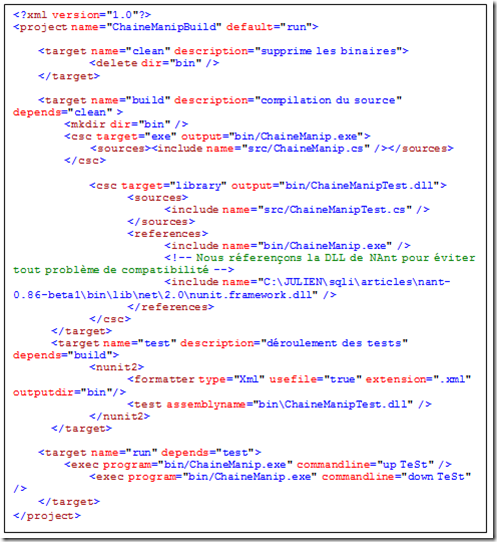 <?xml version="1.0"?>
<project name="ChaineManipBuild" default="run">
<target name="clean" description="supprime les binaires">
<delete dir="bin" />
</target>
<target name="build" description="compilation du source"
depends="clean" >
<mkdir dir="bin" />
<csc target="exe" output="bin/ChaineManip.exe">
<sources><include name="src/ChaineManip.cs" /></sources>
</csc>
<csc target="library" output="bin/ChaineManipTest.dll">
<sources>
<include name="src/ChaineManipTest.cs" />
</sources>
<references>
<include name="bin/ChaineManip.exe" />
<!-- Nous réferençons la DLL de NAnt pour éviter
tout problème de compatibilité -->
<include name="C:\JULIEN\sqli\articles\nant-
0.86-beta1\bin\lib\net\2.0\nunit.framework.dll" />
</references>
</csc>
</target>
<target name="test" description="déroulement des tests"
depends="build">
<nunit2>
<formatter type="Xml" usefile="true" extension=".xml"
outputdir="bin"/>
<test assemblyname="bin\ChaineManipTest.dll" />
</nunit2>
</target>
<target name="run" depends="test">
<exec program="bin/ChaineManip.exe" commandline="up TeSt" />
<exec program="bin/ChaineManip.exe" commandline="down TeSt"
/>
</target>
</project>